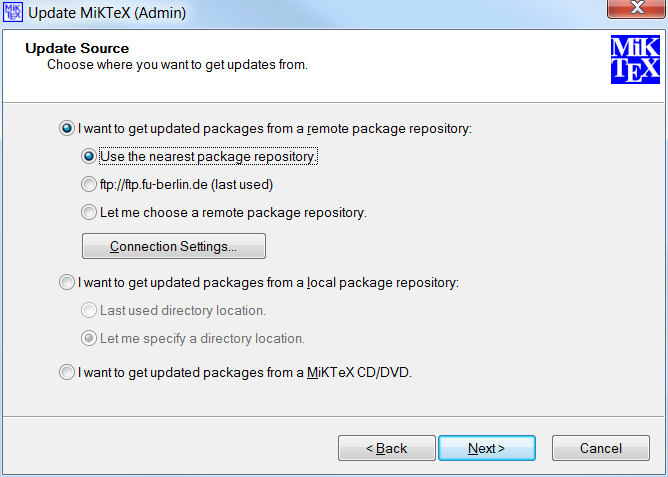 Update MiKTeX (Admin)
Update Source
Choose where you want to get updates from.
MiK
TEX
I want to get updated packages from a remote package repository:
Use the nearest package repository.
ftp://ftp.fu-berlin.de (last used)
Let me choose a remote package repository.
Connection Settings...
I want to get updated packages from a local package repository:
Last used directory location.
Let me specify a directory location.
I want to get updated packages from a MiKTeX CD/DVD.
< Back
Next >
Cancel